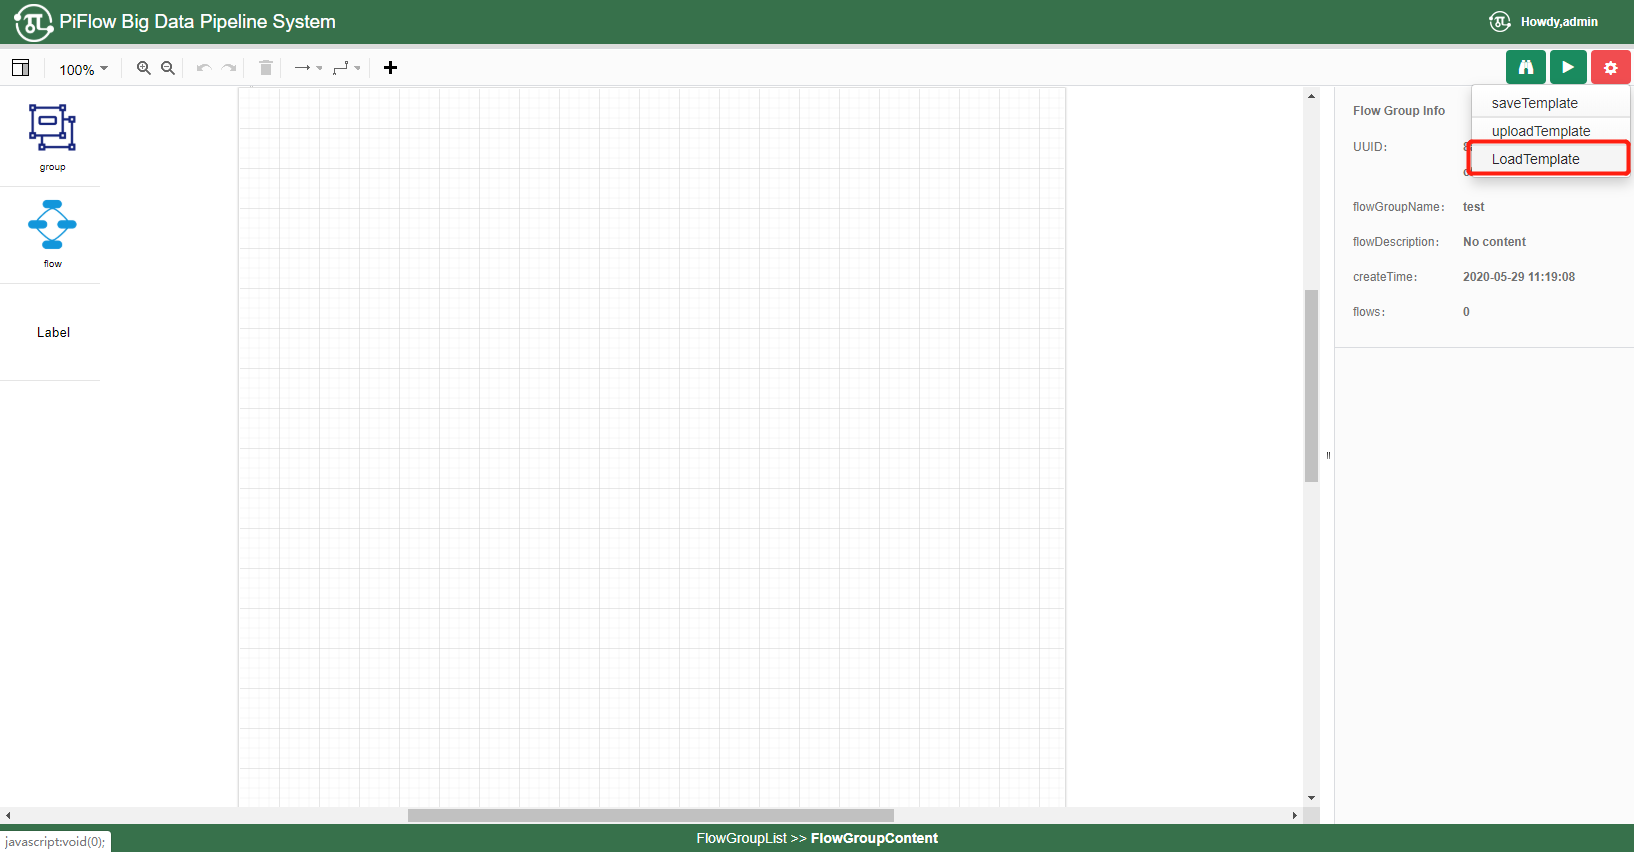 PiFlow Big Data Pipeline System
Howdy,admin
100%
saveTemplate
uploadTemplate
LoadTemplate
group
flow
Label
Flow Group Info
UUID:
flowGroupName: test
flowDescription: No content
createTime: 2020-05-29 11:19:08
flows: 0
FlowGroupList >> FlowGroupContent
javascript:void(0);